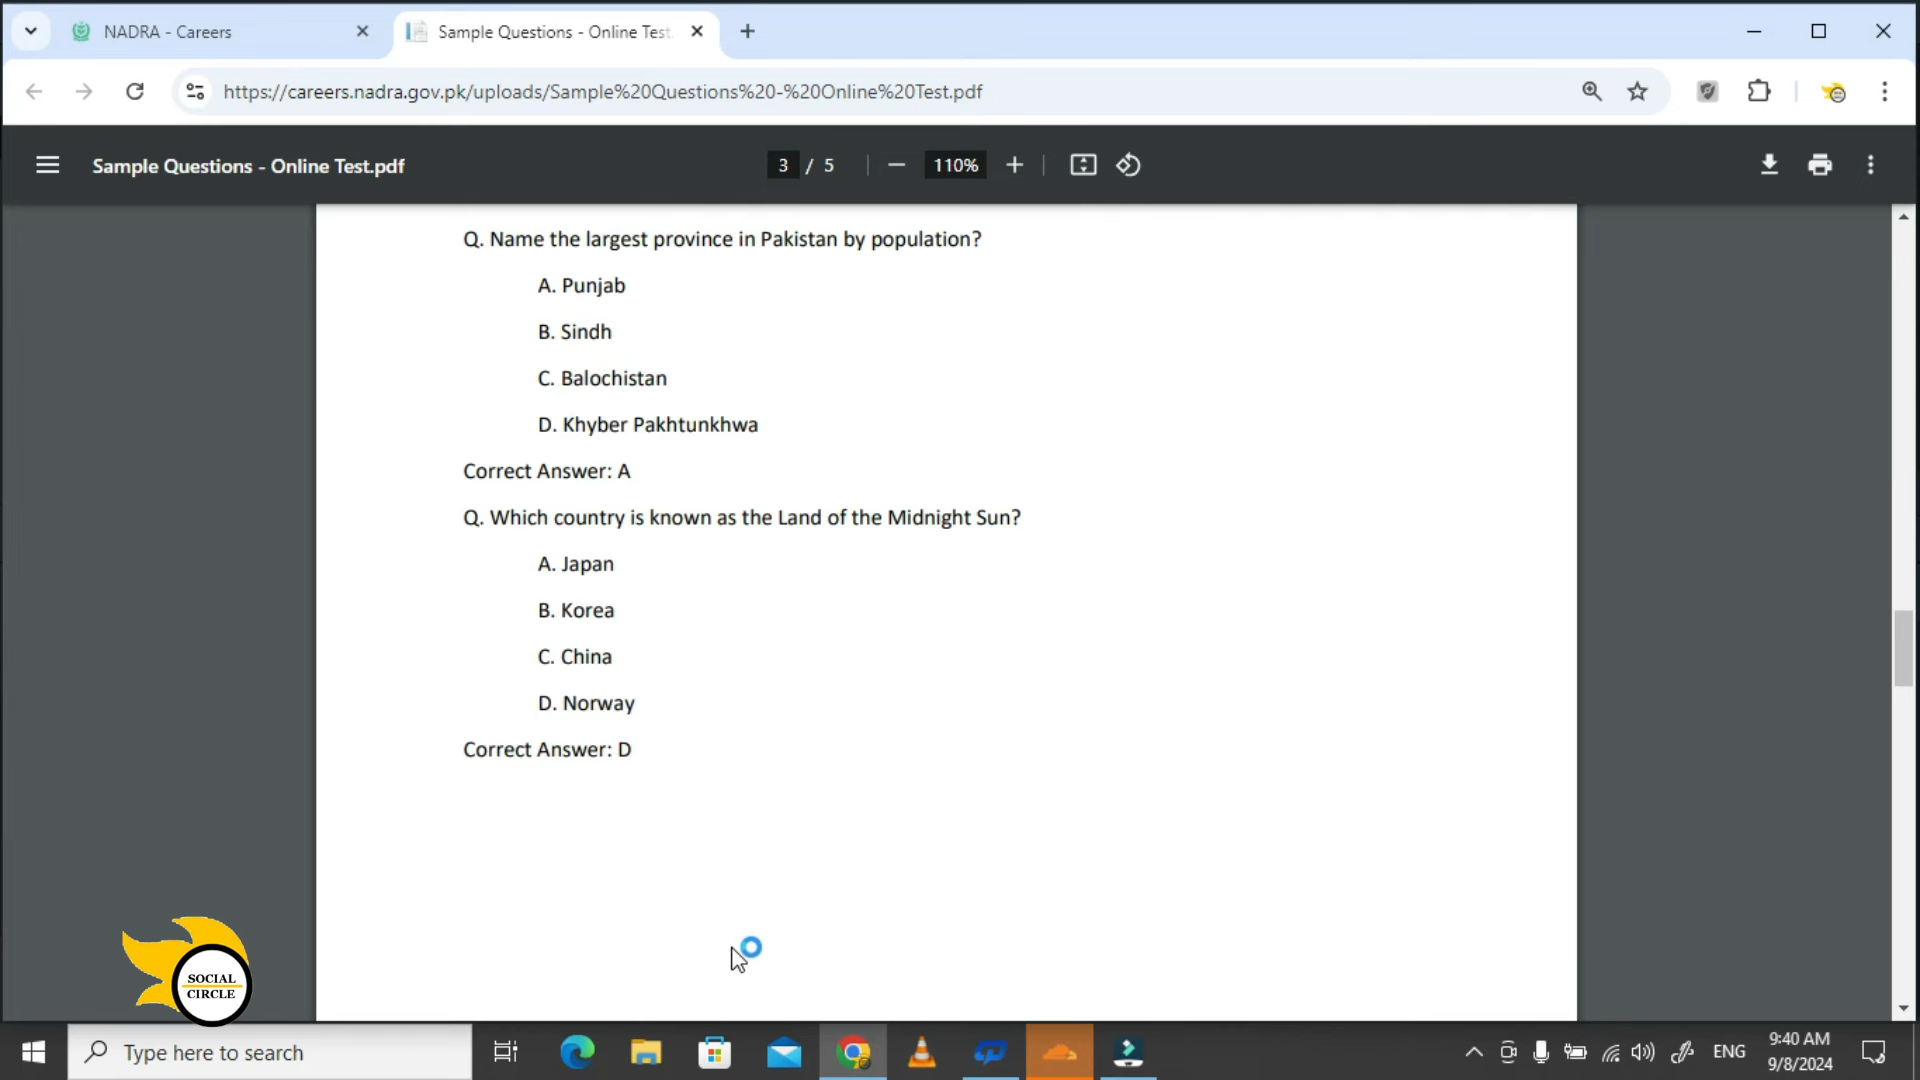 NADRA - Careers
Sample Questions - Online Test
https://careers.nadra.gov.pk/uploads/Sample%20Questions%20-%20Online%20Test.pdf
Sample Questions - Online Test.pdf
3 / 5
110%
Q. Name the largest province in Pakistan by population?
A. Punjab
B. Sindh
C. Balochistan
D. Khyber Pakhtunkhwa
Correct Answer: A
Q. Which country is known as the Land of the Midnight Sun?
A. Japan
B. Korea
C. China
D. Norway
Correct Answer: D
SOCIAL
CIRCLE
Type here to search
ENG
9:40 AM
9/8/2024